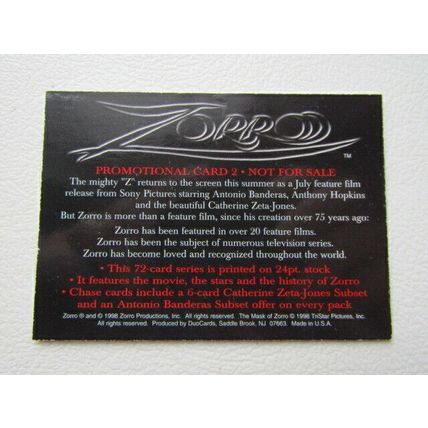 ZORRO
™
PROMOTIONAL CARD 2 • NOT FOR SALE
The mighty "Z" returns to the screen this summer as a July feature film
release from Sony Pictures starring Antonio Banderas, Anthony Hopkins
and the beautiful Catherine Zeta-Jones.
But Zorro is more than a feature film, since his creation over 75 years ago:
Zorro has been featured in over 20 feature films.
Zorro has been the subject of numerous television series.
Zorro has become loved and recognized throughout the world.
• This 72-card series is printed on 24pt. stock
• It features the movie, the stars and the history of Zorro
• Chase cards include a 6-card Catherine Zeta-Jones Subset
and an Antonio Banderas Subset offer on every pack
Zorro ® and © 1998 Zorro Productions, Inc. All rights reserved. The Mask of Zorro © 1998 TriStar Pictures, Inc.
All rights reserved. Produced by DuoCards, Saddle Brook, NJ 07663. Made in U.S.A.